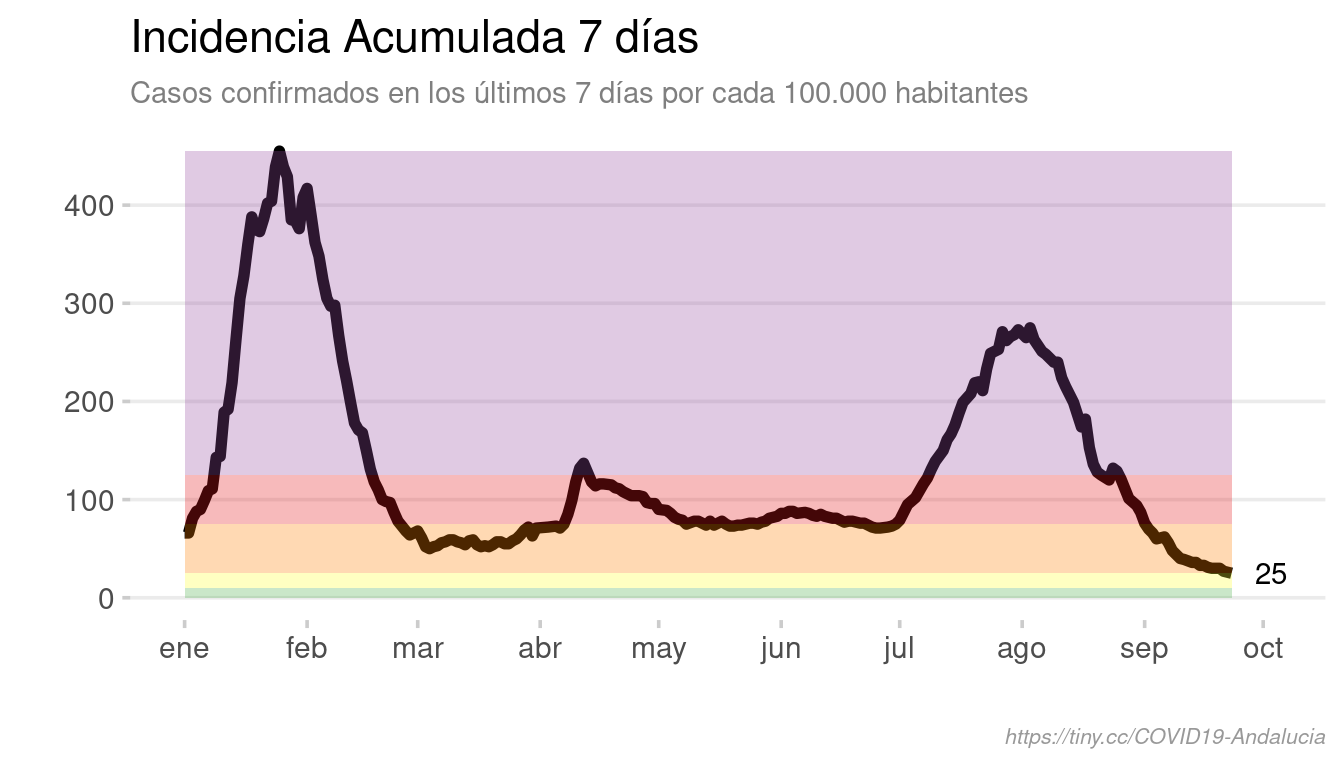 Incidencia Acumulada 7 días
Casos confirmados en los últimos 7 días por cada 100.000 habitantes
400
300
200
100
0
25
ene feb mar abr may jun jul ago sep oct
https://tiny.cc/COVID19-Andalucia